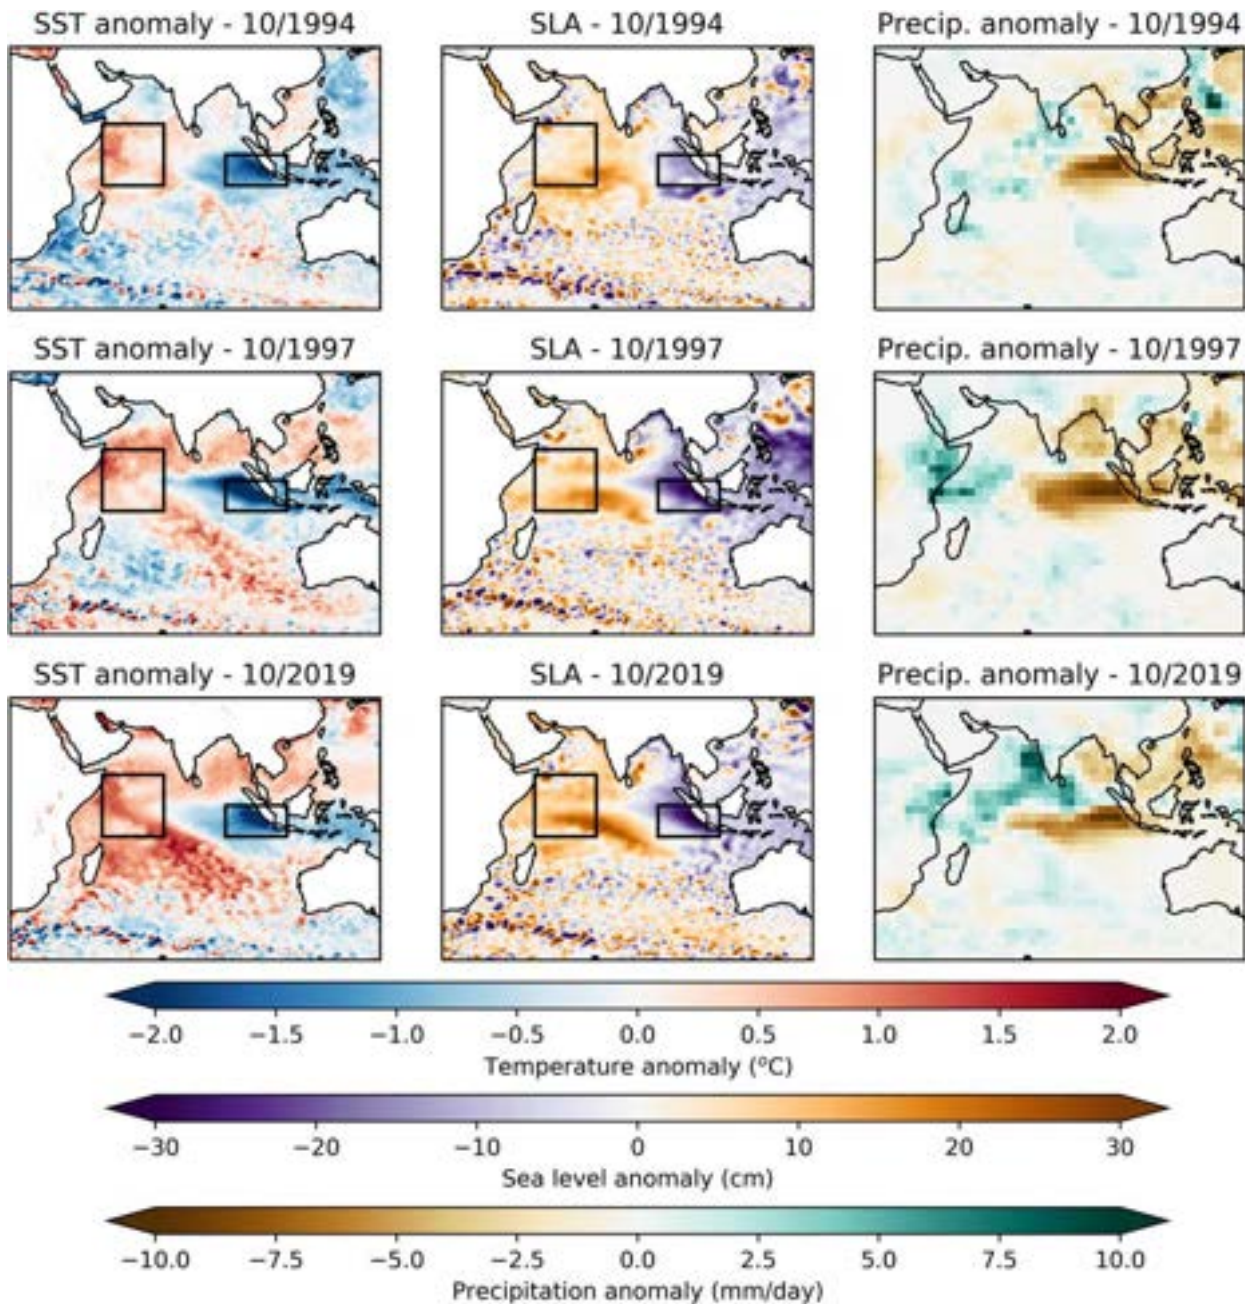 SST anomaly - 10/1994
SLA - 10/1994
Precip. anomaly - 10/1994
SST anomaly - 10/1997
SLA - 10/1997
Precip. anomaly - 10/1997
SST anomaly - 10/2019
SLA - 10/2019
Precip. anomaly - 10/2019
−2.0 −1.5 −1.0 −0.5 0.0 0.5 1.0 1.5 2.0
Temperature anomaly (°C)
−30 −20 −10 0 10 20 30
Sea level anomaly (cm)
−10.0 −7.5 −5.0 −2.5 0.0 2.5 5.0 7.5 10.0
Precipitation anomaly (mm/day)